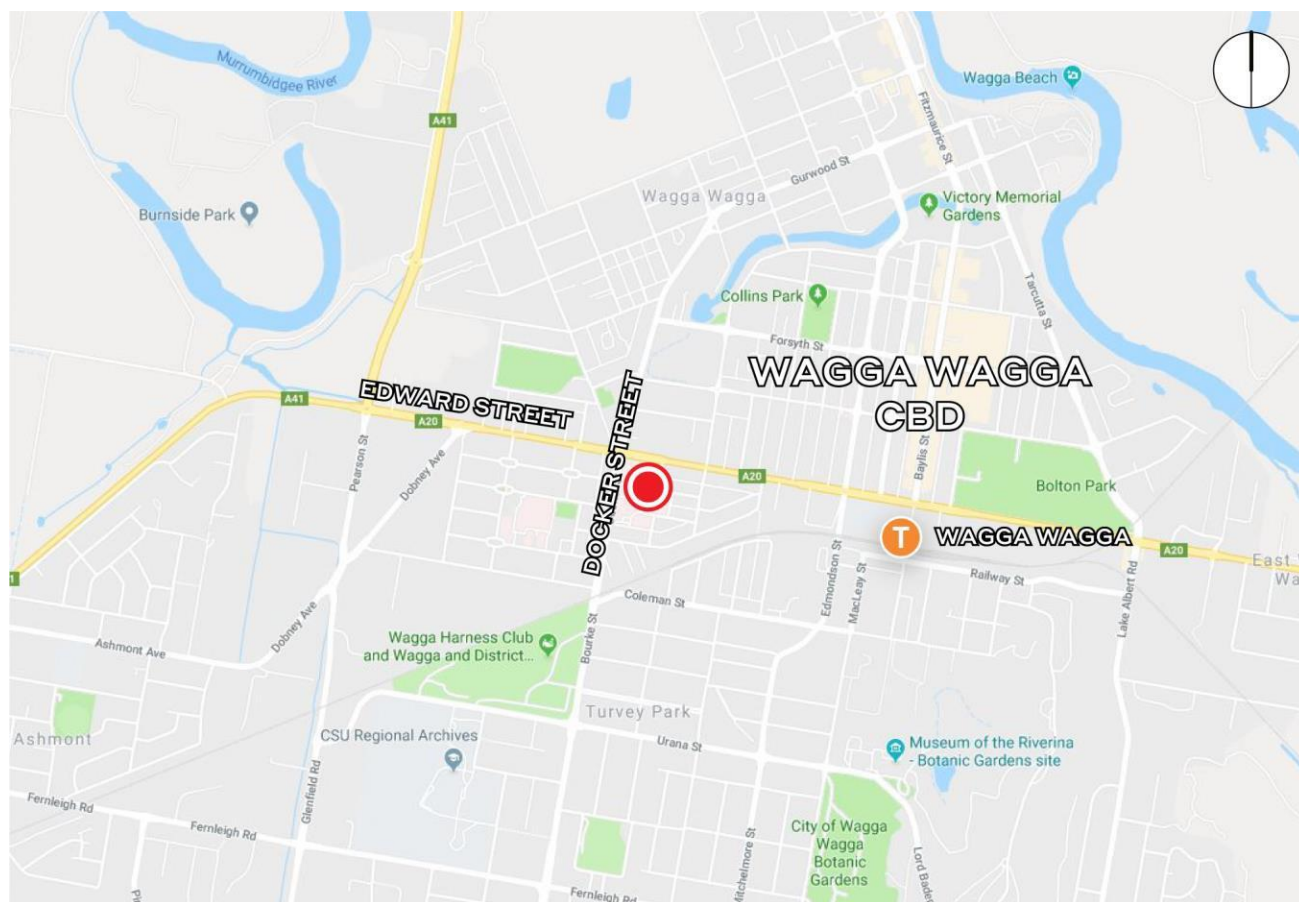 Murrumbidgee River
Wagga Beach
A41
Fitzmaurice St
Gurwood St
Wagga Wagga
Victory Memorial
Gardens
Burnside Park
Tarcutta St
Collins Park
Forsyth St
WAGGA WAGGA
CBD
EDWARD STREET
DOCKER STREET
A41
A20
Pearson St
Dobney Ave
Baylis St
A20
Bolton Park
T
WAGGA WAGGA
A20
East
Wa
1
Edmondson St
MacLeay St
Railway St
Lake Albert Rd
Coleman St
Dobney Ave
Ashmont Ave
Wagga Harness Club
and Wagga and District...
Bourke St
Turvey Park
Urana St
Ashmont
CSU Regional Archives
Museum of the Riverina
- Botanic Gardens site
Glenfield Rd
Fernleigh Rd
Fernleigh Rd
City of Wagga
Wagga
Botanic
Gardens
Mitchelmore St
Lord Baden
Fernleigh Rd